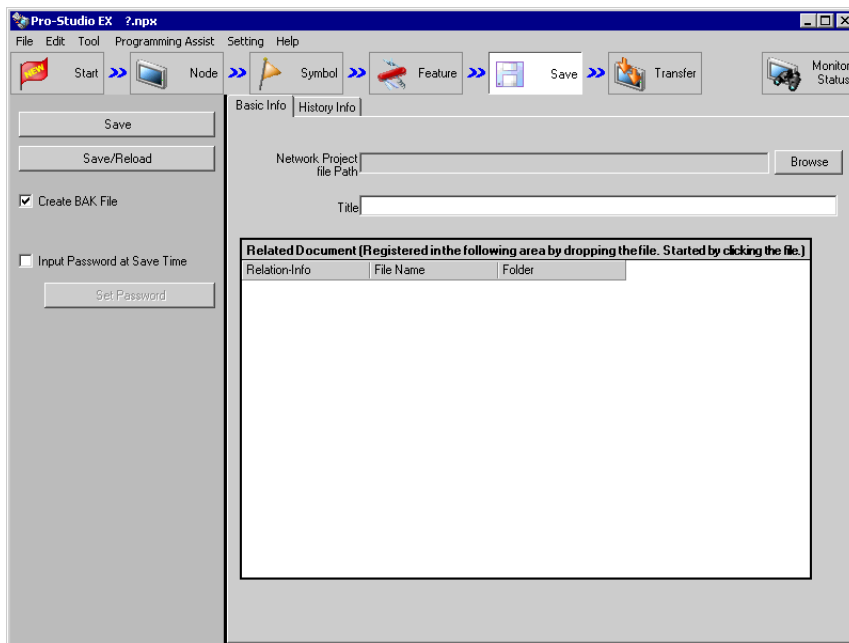 Pro-Studio EX ?.npx
File Edit Tool Programming Assist Setting Help
NEW Start Node Symbol Feature Save Transfer Monitor Status
Basic Info History Info
Save
Save/Reload
Create BAK File
Input Password at Save Time
Set Password
Network Project
file Path
Browse
Title
Related Document (Registered in the following area by dropping the file. Started by clicking the file.)
Relation-Info File Name Folder